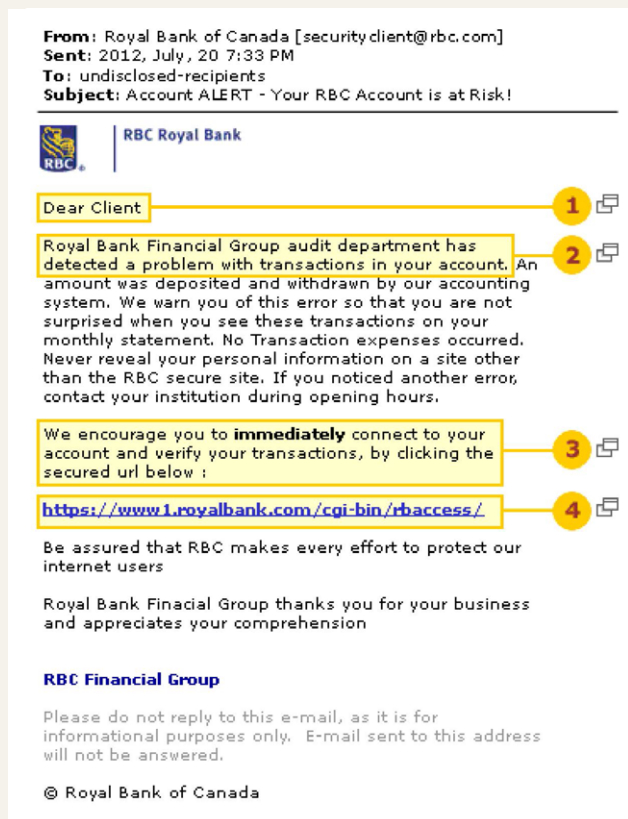 From: Royal Bank of Canada [securityclient@rbc.com]
Sent: 2012, July, 20 7:33 PM
To: undisclosed-recipients
Subject: Account ALERT - Your RBC Account is at Risk!
RBC®
RBC Royal Bank
Dear Client
1
Royal Bank Financial Group audit department has
2
detected a problem with transactions in your account. An
amount was deposited and withdrawn by our accounting
system. We warn you of this error so that you are not
surprised when you see these transactions on your
monthly statement. No Transaction expenses occurred.
Never reveal your personal information on a site other
than the RBC secure site. If you noticed another error,
contact your institution during opening hours.
We encourage you to immediately connect to your
account and verify your transactions, by clicking the
3
secured url below :
https://www1.royalbank.com/cgi-bin/rbaccess/
4
Be assured that RBC makes every effort to protect our
internet users
Royal Bank Finacial Group thanks you for your business
and appreciates your comprehension
RBC Financial Group
Please do not reply to this e-mail, as it is for
informational purposes only. E-mail sent to this address
will not be answered.
© Royal Bank of Canada